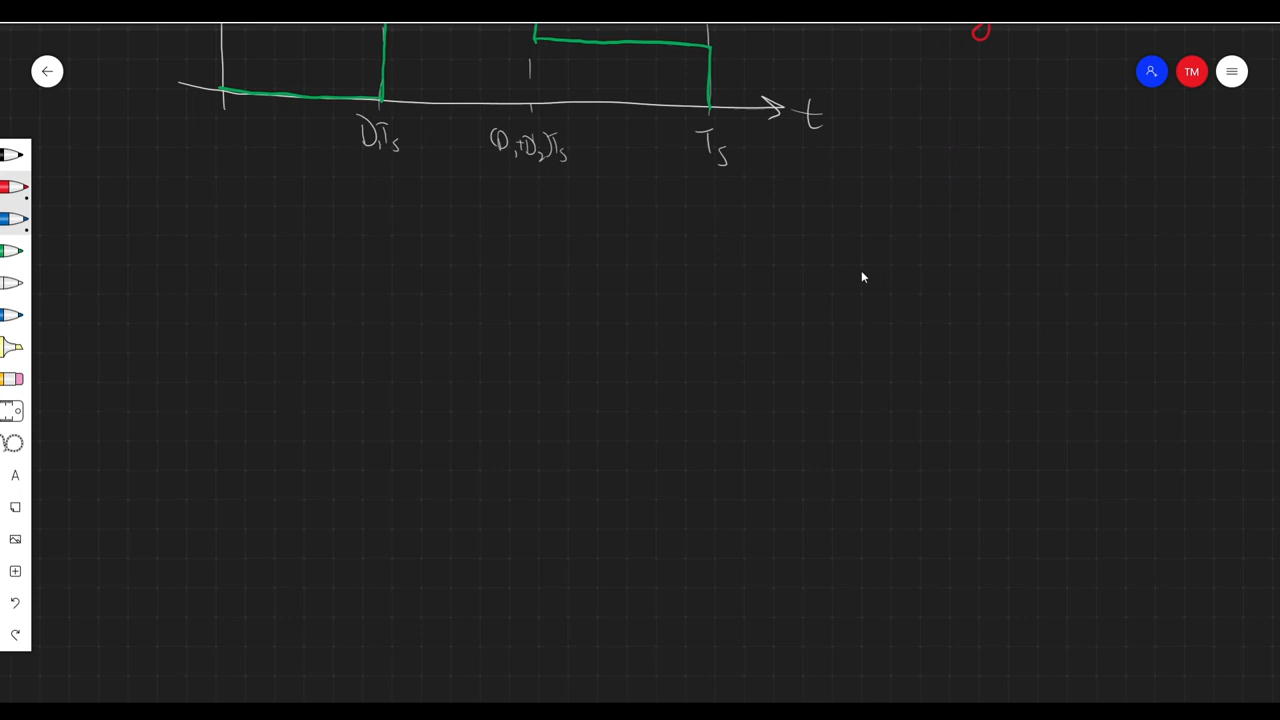 TM
t
D₁Tₛ
(D₁+D₂)Tₛ
Tₛ
A